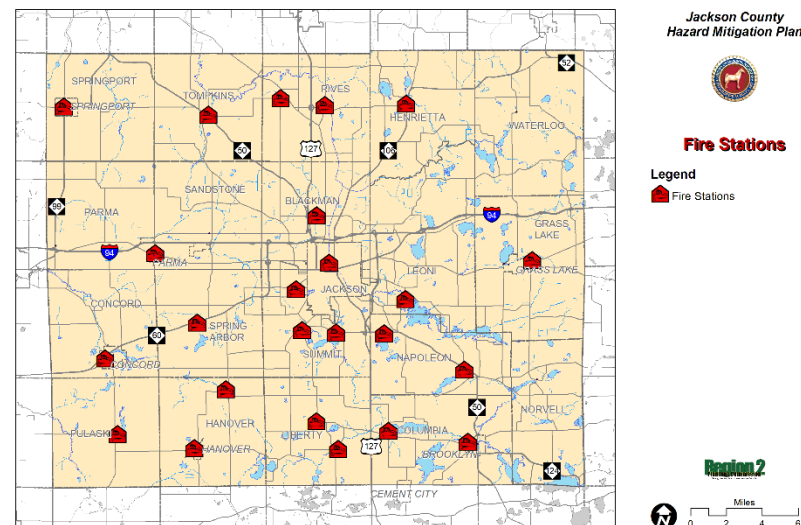 Jackson County
Hazard Mitigation Plan
Fire Stations
Legend
Fire Stations
52
SPRINGPORT
RIVES
TOMPKINS
SPRINGPORT
HENRIETTA
WATERLOO
127
50
106
SANDSTONE
BLACKMAN
99
PARMA
94
GRASS
LAKE
94
PARMA
LEONI
GRASS LAKE
JACKSON
CONCORD
SPRING
ARBOR
60
SUMMIT
NAPOLEON
CONCORD
50
NORVELL
HANOVER
PULASKI
LIBERTY
COLUMBIA
HANOVER
127
BROOKLYN
124
CEMENT CITY
Region 2
Miles
0 1 2 4 6
N